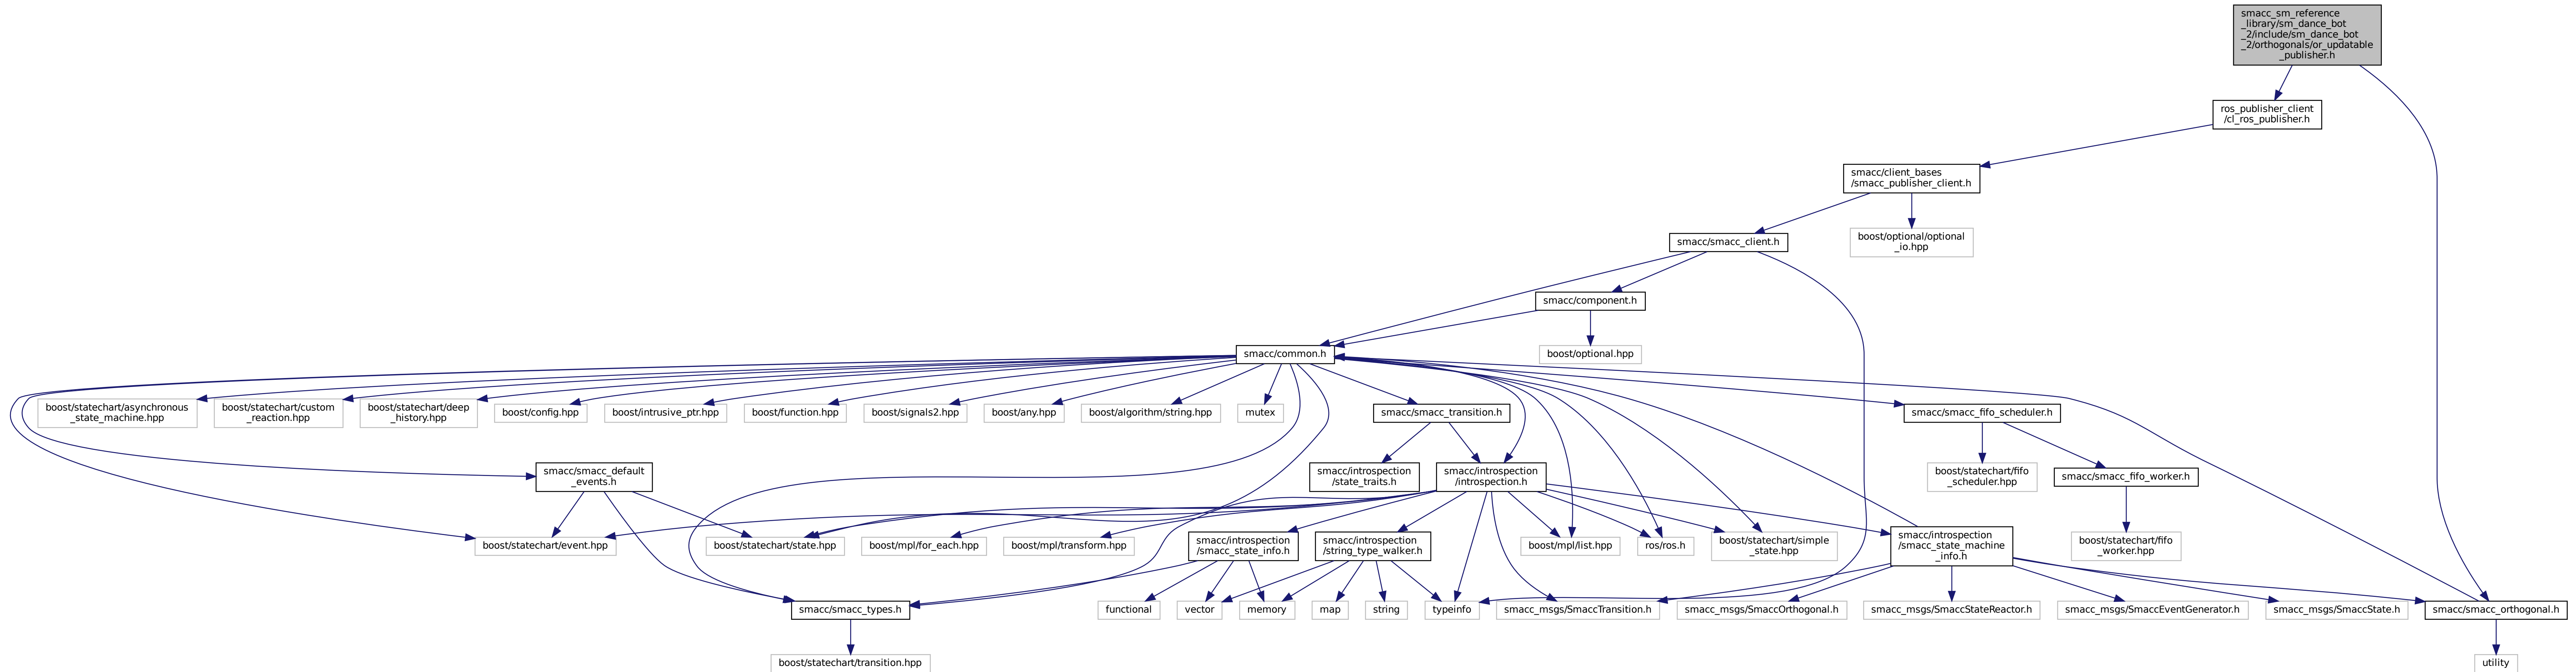 smacc_sm_reference
_library/sm_dance_bot
_2/include/sm_dance_bot
_2/orthogonals/or_updatable
_publisher.h
ros_publisher_client
/cl_ros_publisher.h
smacc/client_bases
/smacc_publisher_client.h
smacc/smacc_client.h
boost/optional/optional
_io.hpp
smacc/component.h
smacc/common.h
boost/optional.hpp
boost/statechart/asynchronous
_state_machine.hpp
boost/statechart/custom
_reaction.hpp
boost/statechart/deep
_history.hpp
boost/config.hpp
boost/intrusive_ptr.hpp
boost/function.hpp
boost/signals2.hpp
boost/any.hpp
boost/algorithm/string.hpp
mutex
smacc/smacc_transition.h
smacc/smacc_fifo_scheduler.h
smacc/smacc_default
_events.h
smacc/introspection
/state_traits.h
smacc/introspection
/introspection.h
boost/statechart/fifo
_scheduler.hpp
smacc/smacc_fifo_worker.h
boost/statechart/event.hpp
boost/statechart/state.hpp
boost/mpl/for_each.hpp
boost/mpl/transform.hpp
smacc/introspection
/smacc_state_info.h
smacc/introspection
/string_type_walker.h
boost/mpl/list.hpp
ros/ros.h
boost/statechart/simple
_state.hpp
smacc/introspection
/smacc_state_machine
_info.h
boost/statechart/fifo
_worker.hpp
smacc/smacc_types.h
functional
vector
memory
map
string
typeinfo
smacc_msgs/SmaccTransition.h
smacc_msgs/SmaccOrthogonal.h
smacc_msgs/SmaccStateReactor.h
smacc_msgs/SmaccEventGenerator.h
smacc_msgs/SmaccState.h
smacc/smacc_orthogonal.h
boost/statechart/transition.hpp
utility